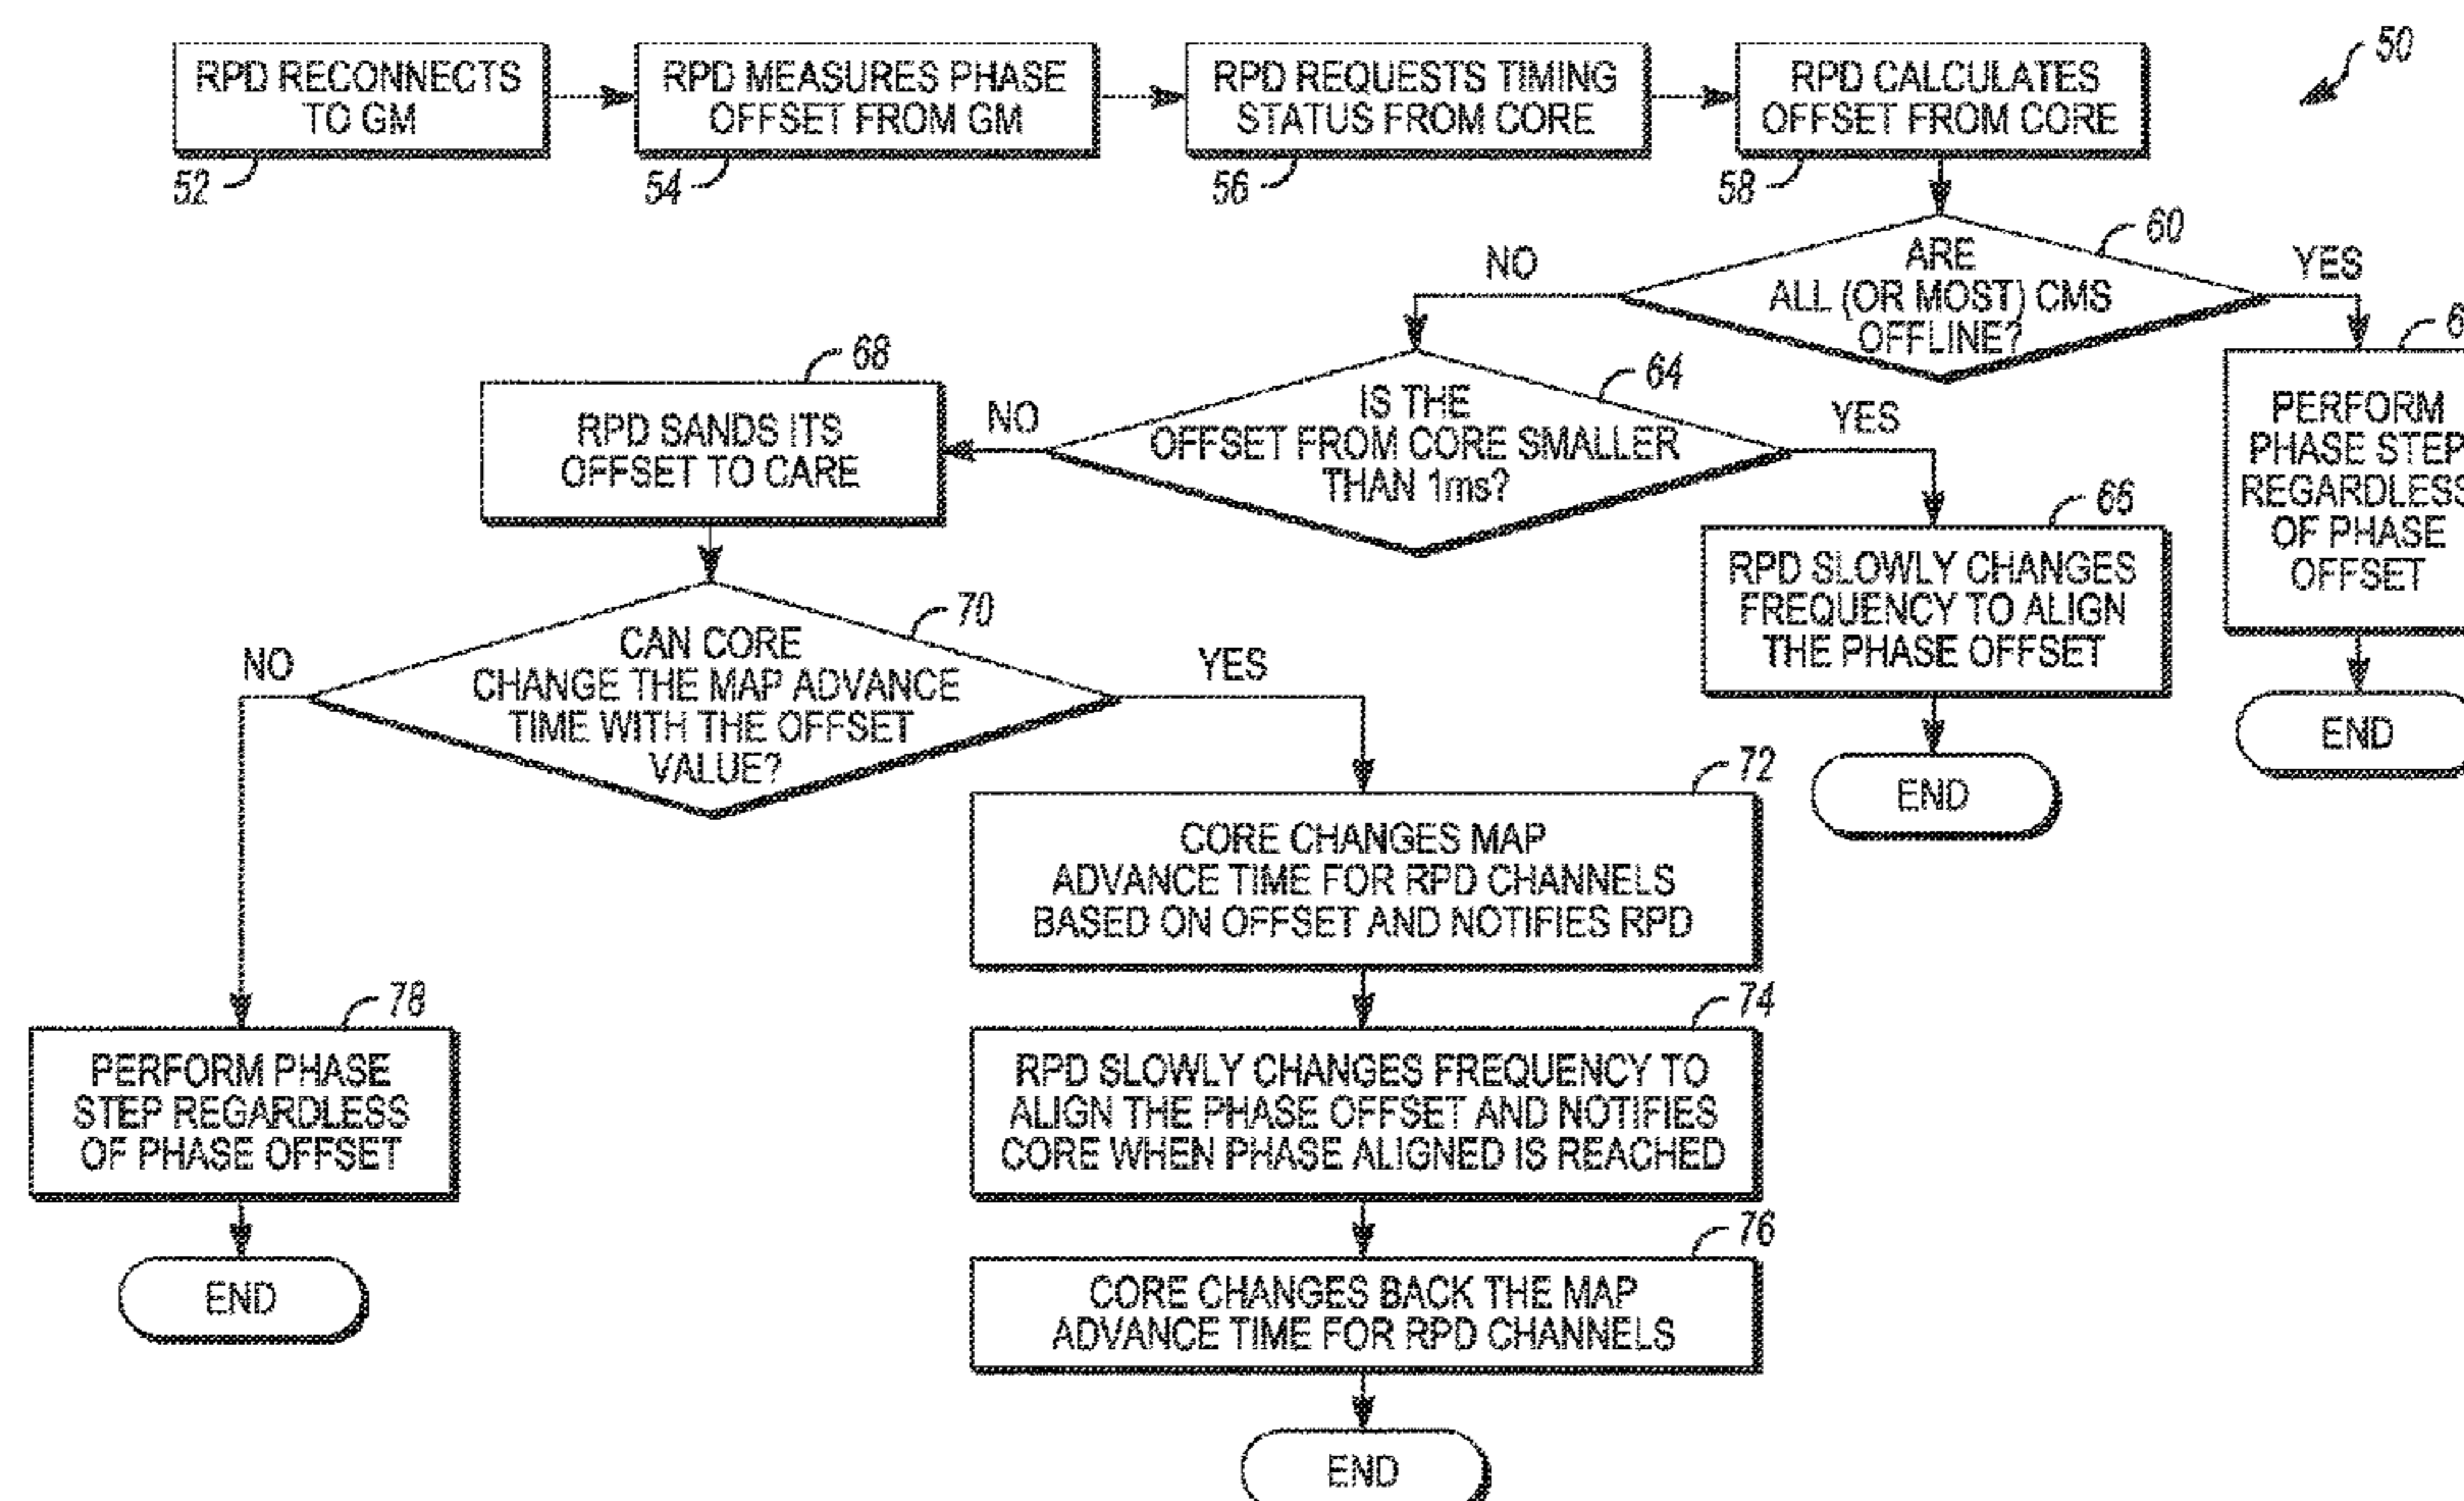 50
RPD RECONNECTS
TO GM
52
RPD MEASURES PHASE
OFFSET FROM GM
54
RPD REQUESTS TIMING
STATUS FROM CORE
56
RPD CALCULATES
OFFSET FROM CORE
58
60
ARE
ALL (OR MOST) CMS
OFFLINE?
NO
YES
PERFORM
PHASE STEP
REGARDLESS
OF PHASE
OFFSET
END
64
IS THE
OFFSET FROM CORE SMALLER
THAN 1ms?
NO
YES
66
RPD SLOWLY CHANGES
FREQUENCY TO ALIGN
THE PHASE OFFSET
END
68
RPD SANDS ITS
OFFSET TO CARE
70
CAN CORE
CHANGE THE MAP ADVANCE
TIME WITH THE OFFSET
VALUE?
NO
YES
72
CORE CHANGES MAP
ADVANCE TIME FOR RPD CHANNELS
BASED ON OFFSET AND NOTIFIES RPD
74
RPD SLOWLY CHANGES FREQUENCY TO
ALIGN THE PHASE OFFSET AND NOTIFIES
CORE WHEN PHASE ALIGNED IS REACHED
76
CORE CHANGES BACK THE MAP
ADVANCE TIME FOR RPD CHANNELS
END
78
PERFORM PHASE
STEP REGARDLESS
OF PHASE OFFSET
END